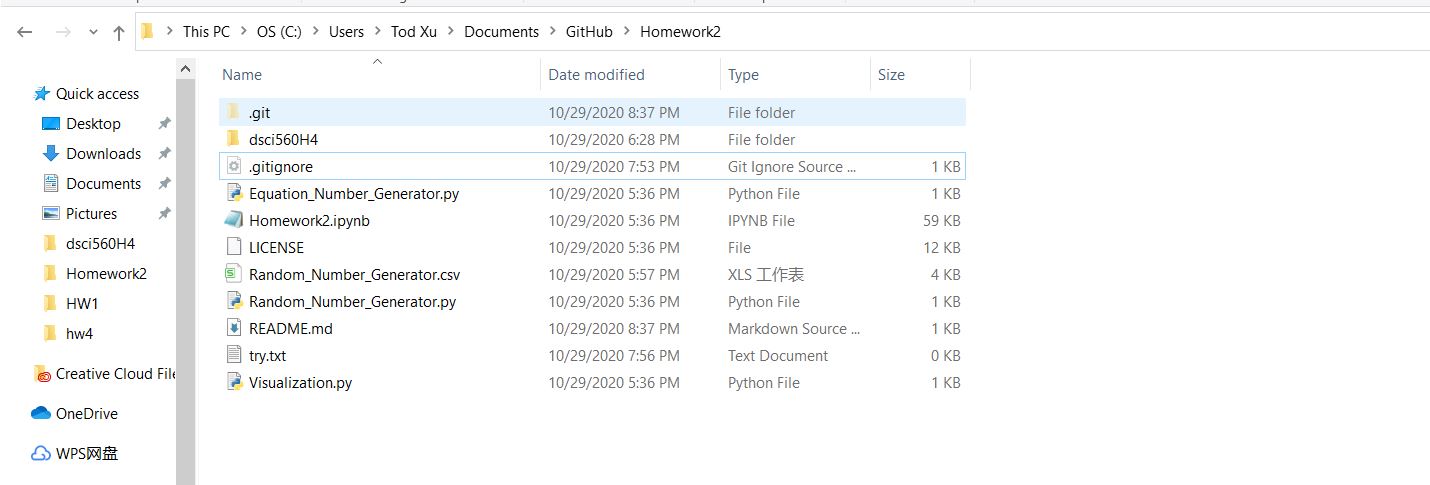 This PC > OS (C:) > Users > Tod Xu > Documents > GitHub > Homework2
Quick access
Desktop
Downloads
Documents
Pictures
dsci560H4
Homework2
HW1
hw4
Creative Cloud File
OneDrive
WPS网盘
Name Date modified Type Size
.git 10/29/2020 8:37 PM File folder
dsci560H4 10/29/2020 6:28 PM File folder
.gitignore 10/29/2020 7:53 PM Git Ignore Source ... 1 KB
Equation_Number_Generator.py 10/29/2020 5:36 PM Python File 1 KB
Homework2.ipynb 10/29/2020 5:36 PM IPYNB File 59 KB
LICENSE 10/29/2020 5:36 PM File 12 KB
Random_Number_Generator.csv 10/29/2020 5:57 PM XLS 工作表 4 KB
Random_Number_Generator.py 10/29/2020 5:36 PM Python File 1 KB
README.md 10/29/2020 8:37 PM Markdown Source ... 1 KB
try.txt 10/29/2020 7:56 PM Text Document 0 KB
Visualization.py 10/29/2020 5:36 PM Python File 1 KB